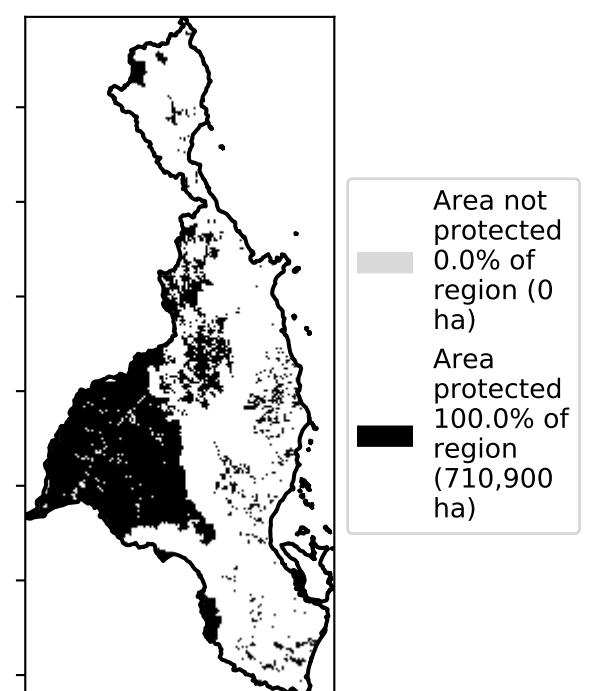 Area not
protected
0.0% of
region (0
ha)
Area
protected
100.0% of
region
(710,900
ha)